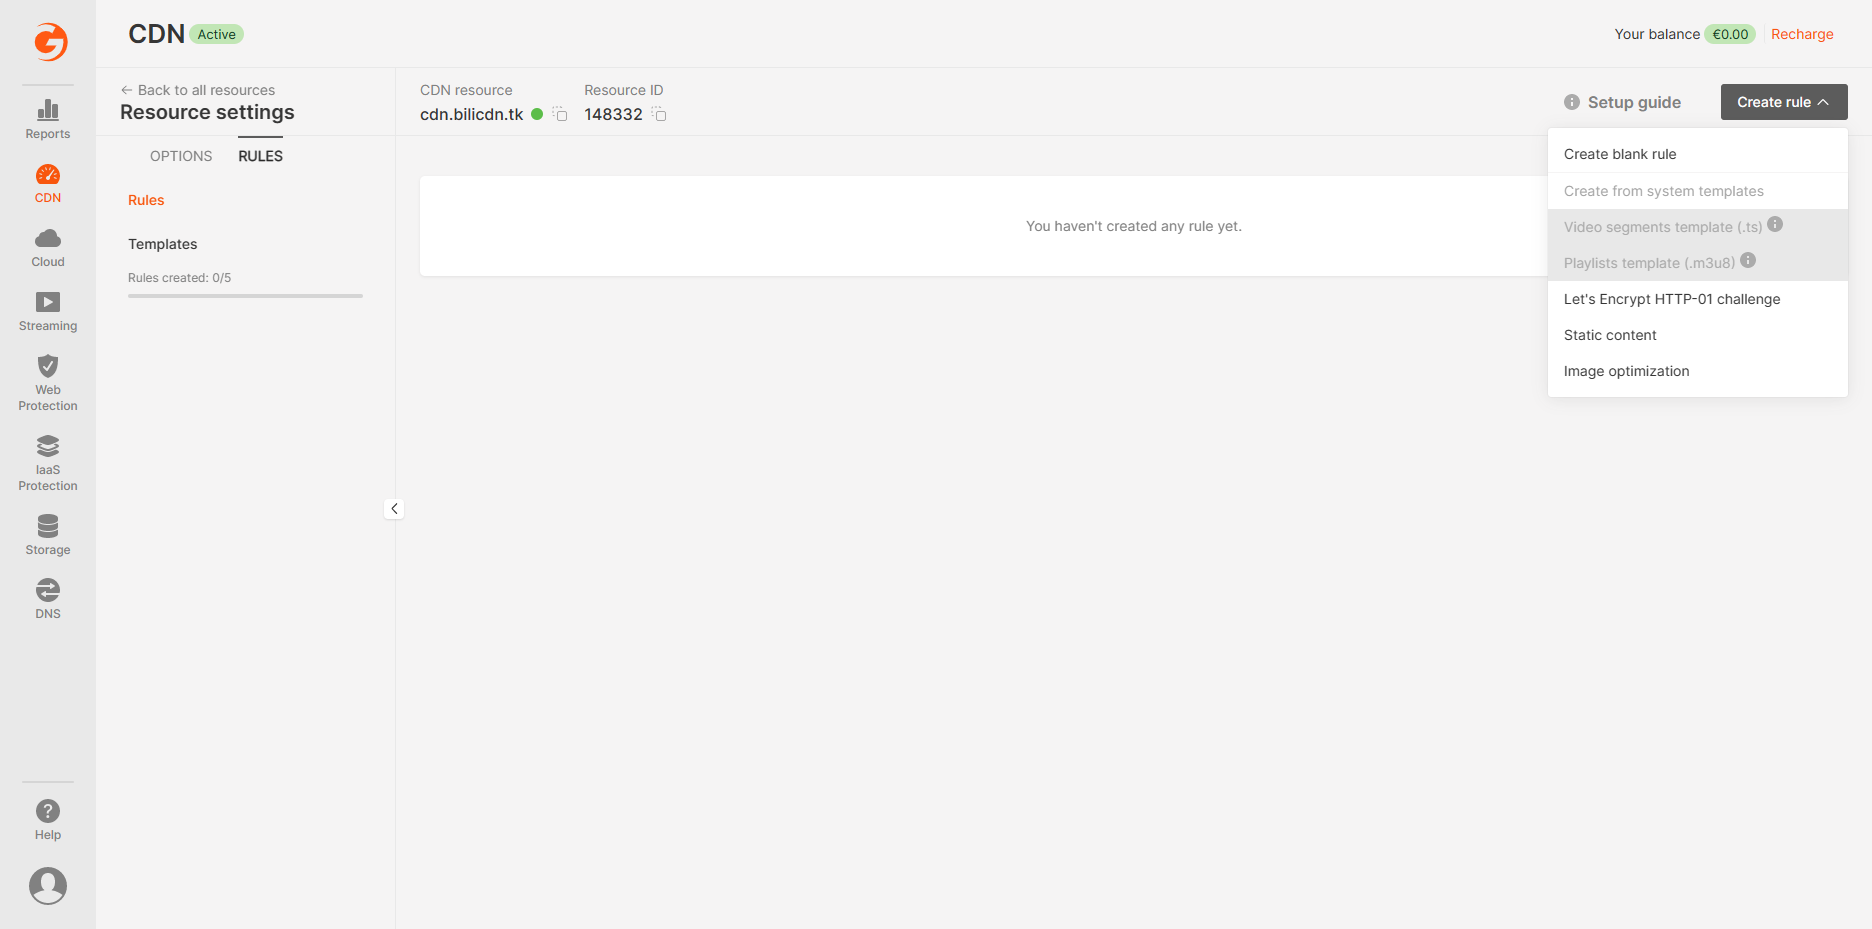 CDN Active
Your balance €0.00 Recharge
Back to all resources
Resource settings
CDN resource
cdn.bilicdn.tk
Resource ID
148332
Setup guide
Create rule
Reports
CDN
Cloud
Streaming
Web
Protection
IaaS
Protection
Storage
DNS
Help
OPTIONS RULES
Rules
Templates
Rules created: 0/5
You haven't created any rule yet.
Create blank rule
Create from system templates
Video segments template (.ts)
Playlists template (.m3u8)
Let's Encrypt HTTP-01 challenge
Static content
Image optimization